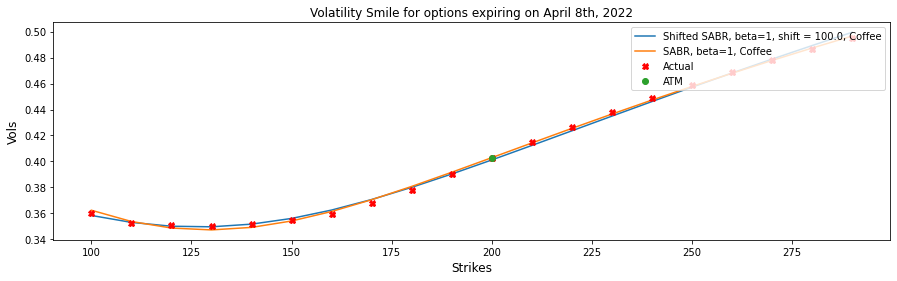 Volatility Smile for options expiring on April 8th, 2022
0.50
0.48
0.46
0.44
0.42
0.40
0.38
0.36
0.34
Vols
Shifted SABR, beta=1, shift = 100.0, Coffee
SABR, beta=1, Coffee
Actual
ATM
100
125
150
175
200
225
250
275
Strikes